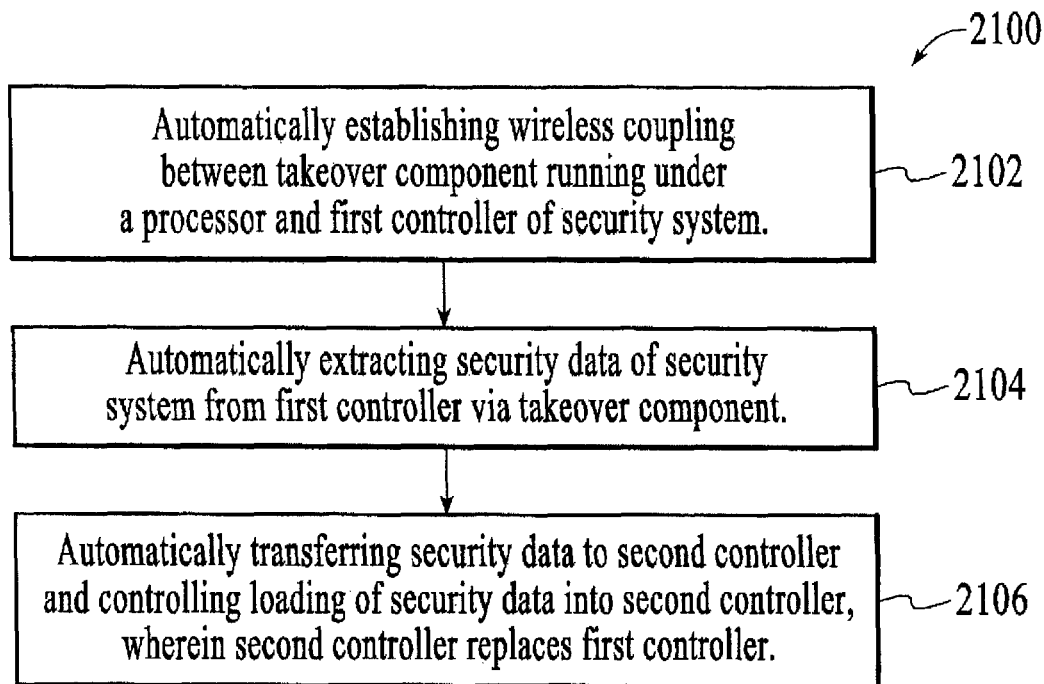 2100
Automatically establishing wireless coupling
between takeover component running under
a processor and first controller of security system.
2102
Automatically extracting security data of security
system from first controller via takeover component.
2104
Automatically transferring security data to second controller
and controlling loading of security data into second controller,
wherein second controller replaces first controller.
2106